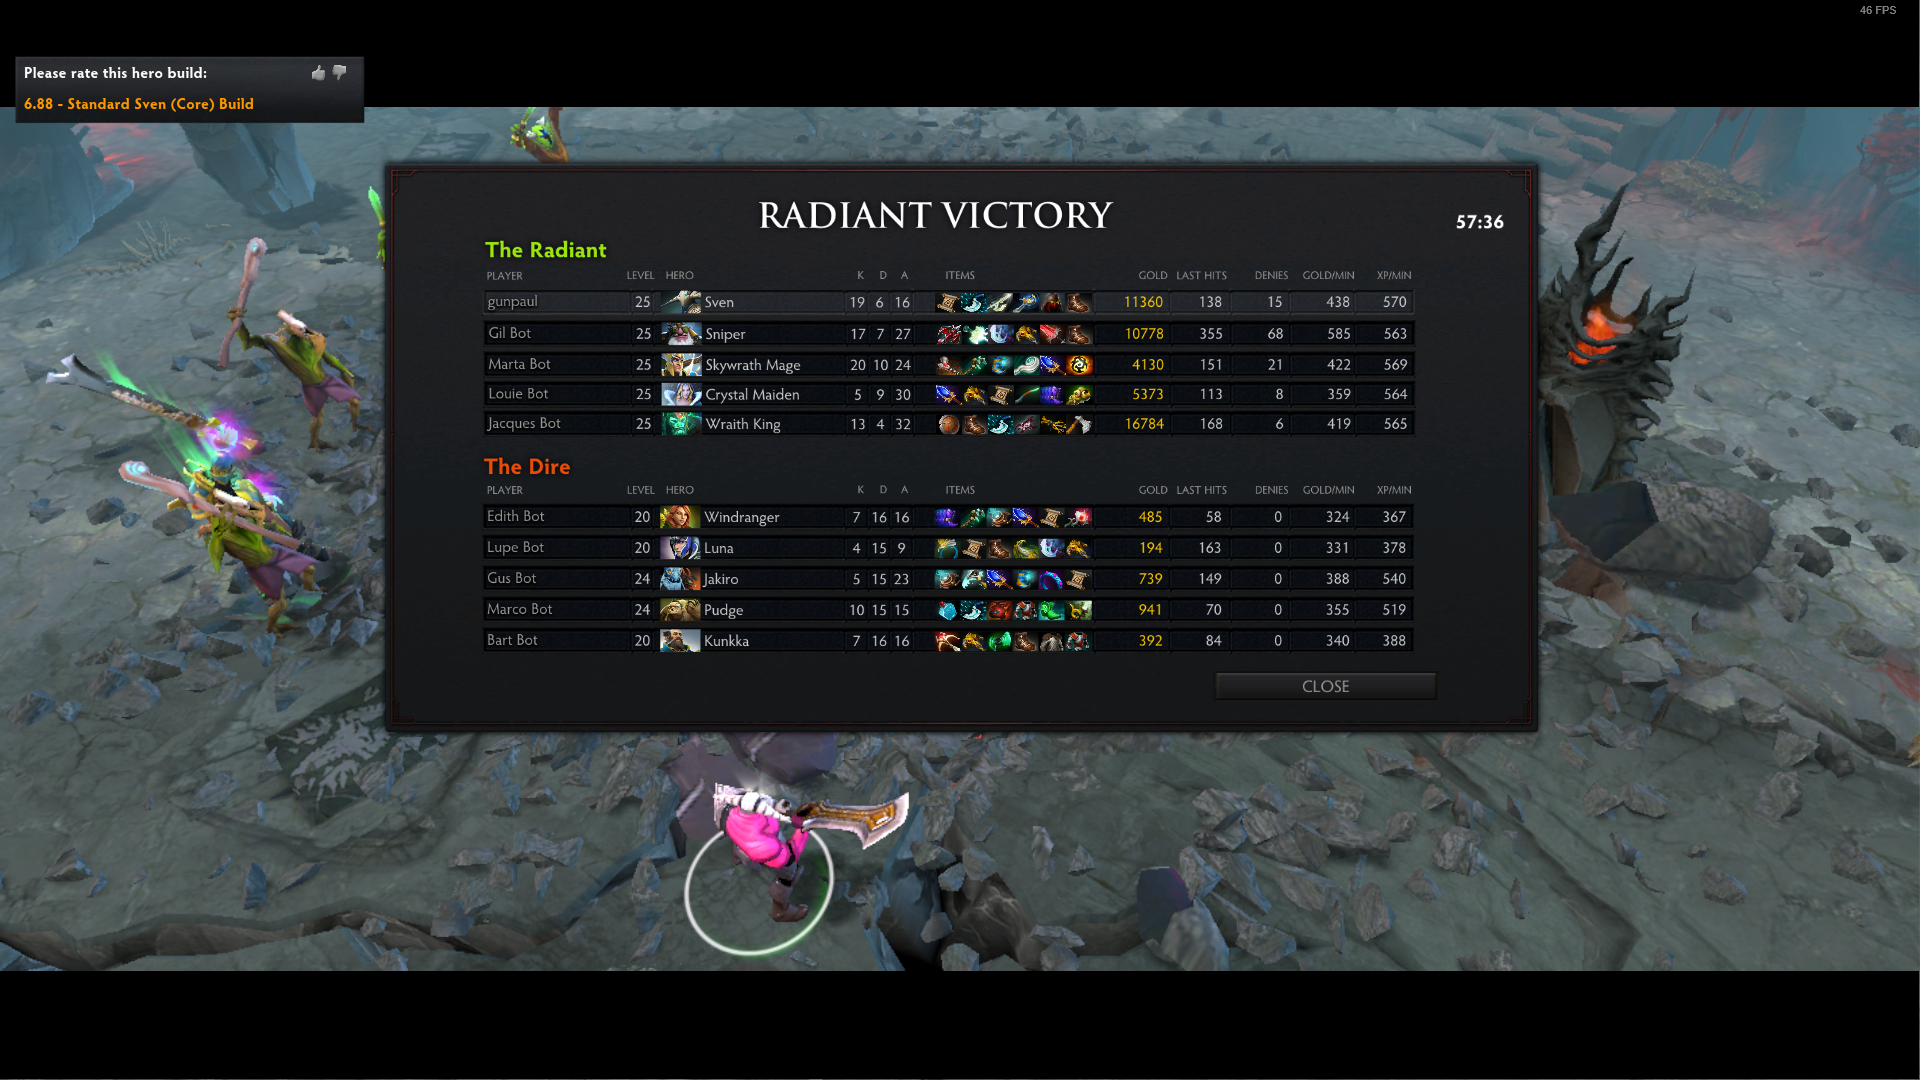 46 FPS
Please rate this hero build:
6.88 - Standard Sven (Core) Build
RADIANT VICTORY
57:36
The Radiant
PLAYER LEVEL HERO K D A ITEMS GOLD LAST HITS DENIES GOLD/MIN XP/MIN
gunpaul 25 Sven 19 6 16 11360 138 15 438 570
Gil Bot 25 Sniper 17 7 27 10778 355 68 585 563
Marta Bot 25 Skywrath Mage 20 10 24 4130 151 21 422 569
Louie Bot 25 Crystal Maiden 5 9 30 5373 113 8 359 564
Jacques Bot 25 Wraith King 13 4 32 16784 168 6 419 565
The Dire
PLAYER LEVEL HERO K D A ITEMS GOLD LAST HITS DENIES GOLD/MIN XP/MIN
Edith Bot 20 Windranger 7 16 16 485 58 0 324 367
Lupe Bot 20 Luna 4 15 9 194 163 0 331 378
Gus Bot 24 Jakiro 5 15 23 739 149 0 388 540
Marco Bot 24 Pudge 10 15 15 941 70 0 355 519
Bart Bot 20 Kunkka 7 16 16 392 84 0 340 388
CLOSE